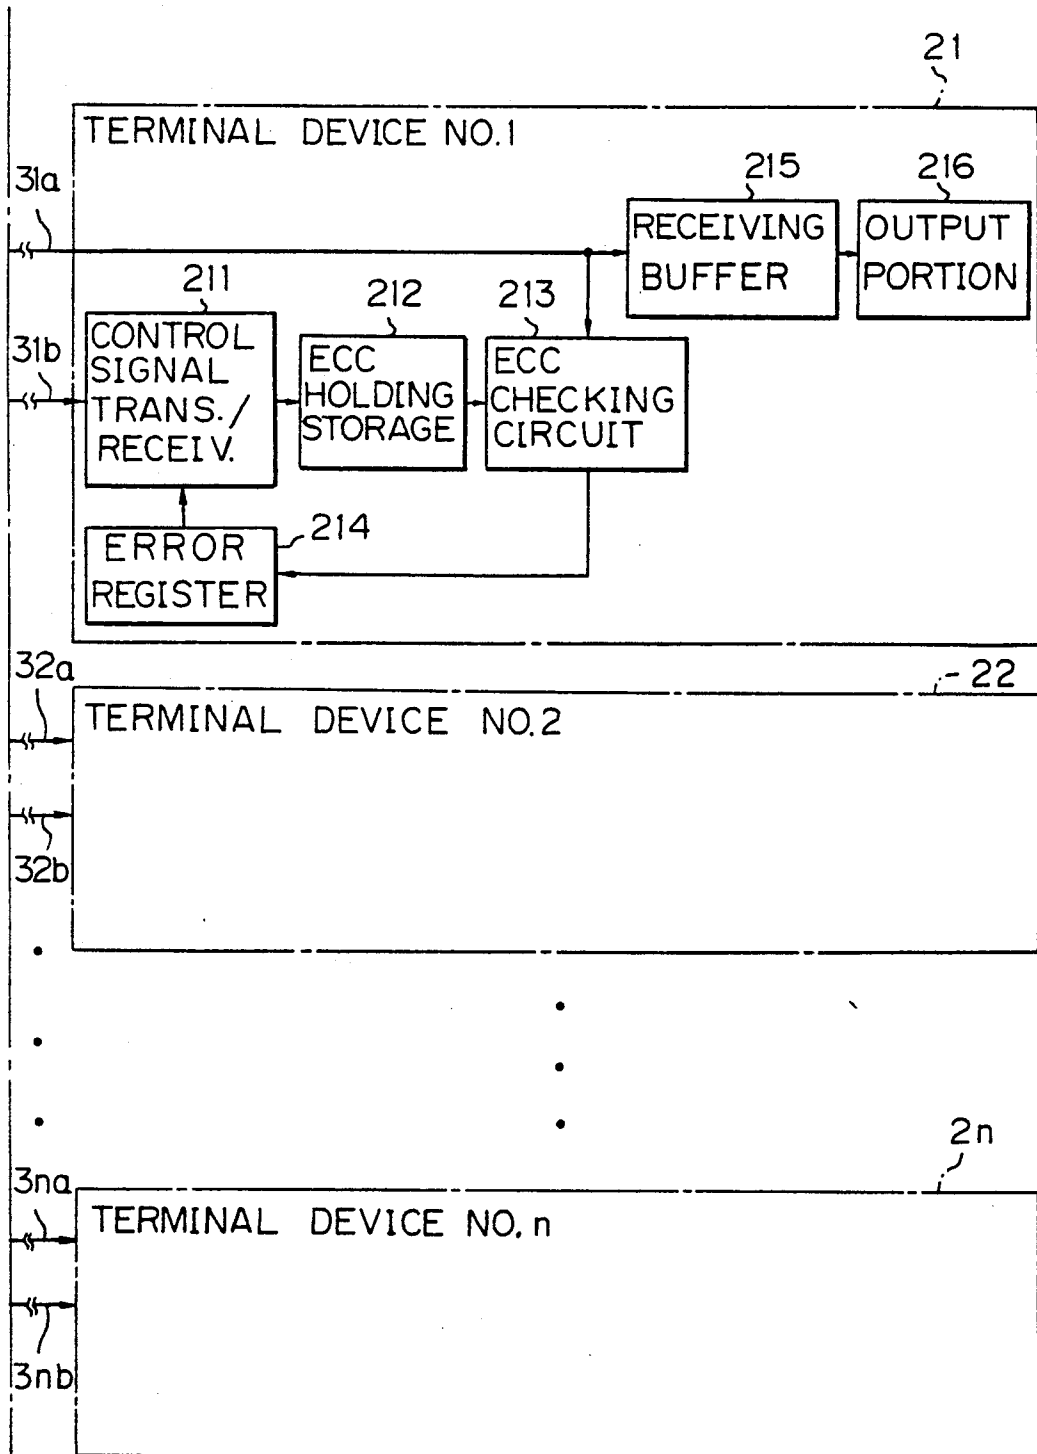 21
TERMINAL DEVICE NO.1
31a
215
216
RECEIVING
BUFFER
OUTPUT
PORTION
211
212
213
31b
CONTROL
SIGNAL
TRANS./
RECEIV.
ECC
HOLDING
STORAGE
ECC
CHECKING
CIRCUIT
214
ERROR
REGISTER
32a
22
TERMINAL DEVICE NO.2
32b
2n
3na
TERMINAL DEVICE NO.n
3nb